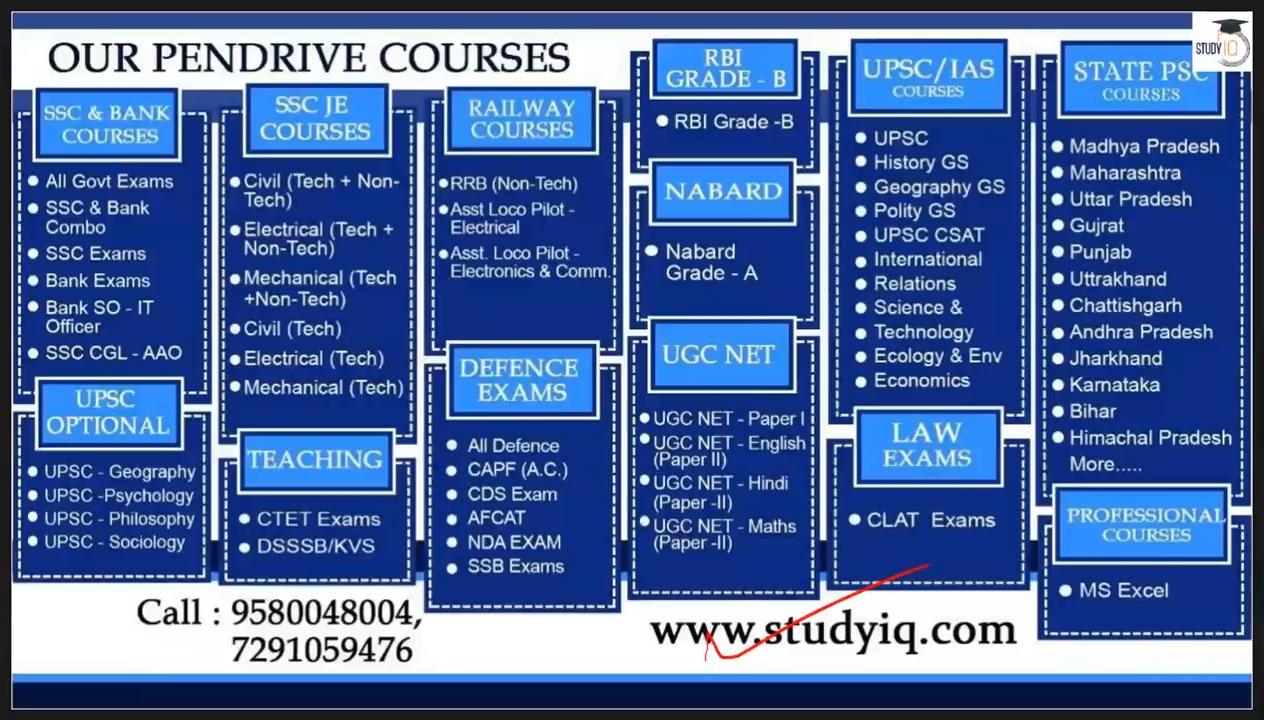 STUDY IQ
OUR PENDRIVE COURSES
SSC & BANK
COURSES
All Govt Exams
SSC & Bank
Combo
SSC Exams
Bank Exams
Bank SO - IT
Officer
SSC CGL - AAO
UPSC
OPTIONAL
UPSC - Geography
UPSC -Psychology
UPSC - Philosophy
UPSC - Sociology
SSC JE
COURSES
Civil (Tech + Non-
Tech)
Electrical (Tech +
Non-Tech)
Mechanical (Tech
+Non-Tech)
Civil (Tech)
Electrical (Tech)
Mechanical (Tech)
TEACHING
CTET Exams
DSSSB/KVS
RAILWAY
COURSES
RRB (Non-Tech)
Asst Loco Pilot -
Electrical
Asst. Loco Pilot -
Electronics & Comm.
DEFENCE
EXAMS
All Defence
CAPF (A.C.)
CDS Exam
AFCAT
NDA EXAM
SSB Exams
RBI
GRADE - B
RBI Grade -B
NABARD
Nabard
Grade - A
UGC NET
UGC NET - Paper I
UGC NET - English
(Paper II)
UGC NET - Hindi
(Paper -II)
UGC NET - Maths
(Paper -II)
UPSC/IAS
COURSES
UPSC
History GS
Geography GS
Polity GS
UPSC CSAT
International
Relations
Science &
Technology
Ecology & Env
Economics
LAW
EXAMS
CLAT Exams
STATE PSC
COURSES
Madhya Pradesh
Maharashtra
Uttar Pradesh
Gujrat
Punjab
Uttrakhand
Chattishgarh
Andhra Pradesh
Jharkhand
Karnataka
Bihar
Himachal Pradesh
More.....
PROFESSIONAL
COURSES
MS Excel
Call : 9580048004,
7291059476
www.studyiq.com